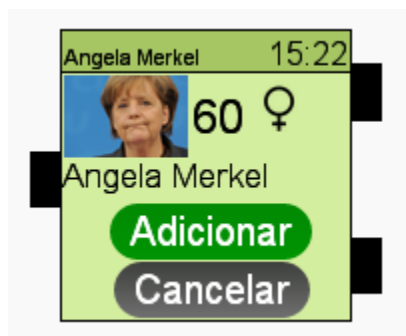 Angela Merkel 15:22
60 ♀
Angela Merkel
Adicionar
Cancelar